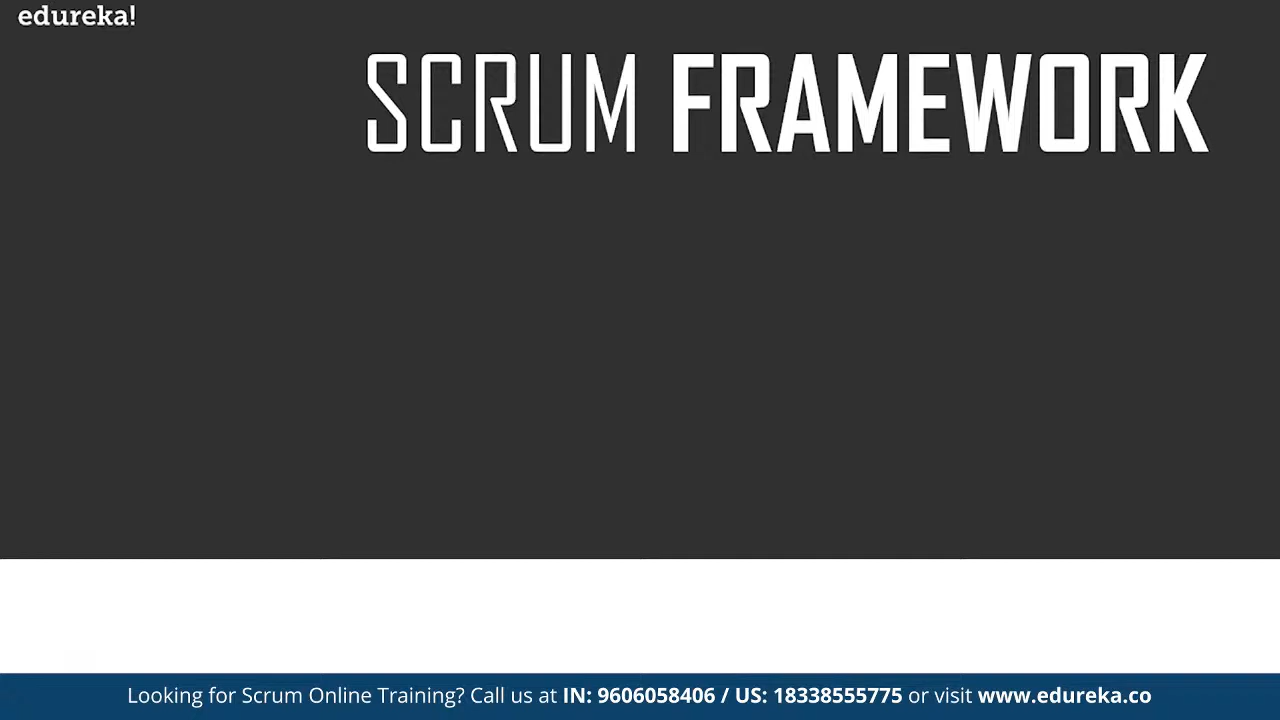 edureka!
SCRUM FRAMEWORK
Looking for Scrum Online Training? Call us at IN: 9606058406 / US: 18338555775 or visit www.edureka.co